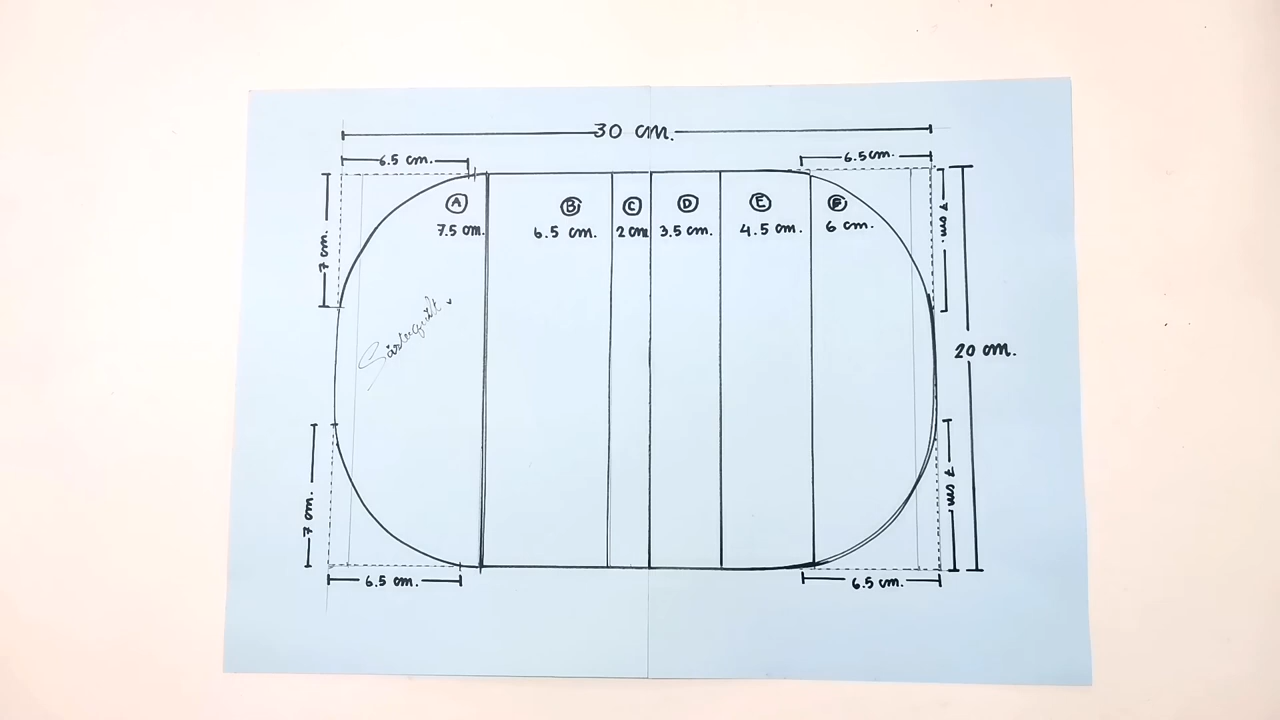 30 cm.
6.5 cm.
6.5 cm.
A
B
C
D
E
F
7.5 cm.
6.5 cm.
2 cm
3.5 cm.
4.5 cm.
6 cm.
7 cm.
7 cm.
20 cm.
7 cm.
7 cm
6.5 cm.
6.5 cm.